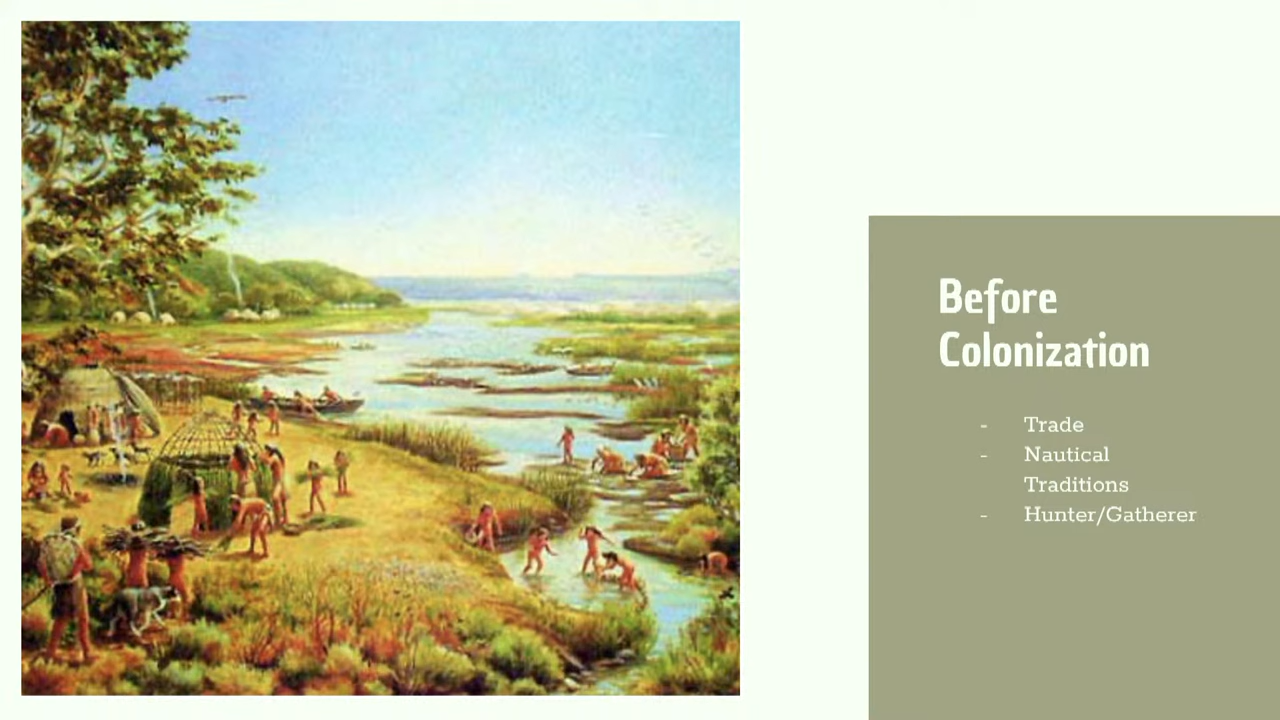 Before
Colonization
- Trade
- Nautical
Traditions
- Hunter/Gatherer